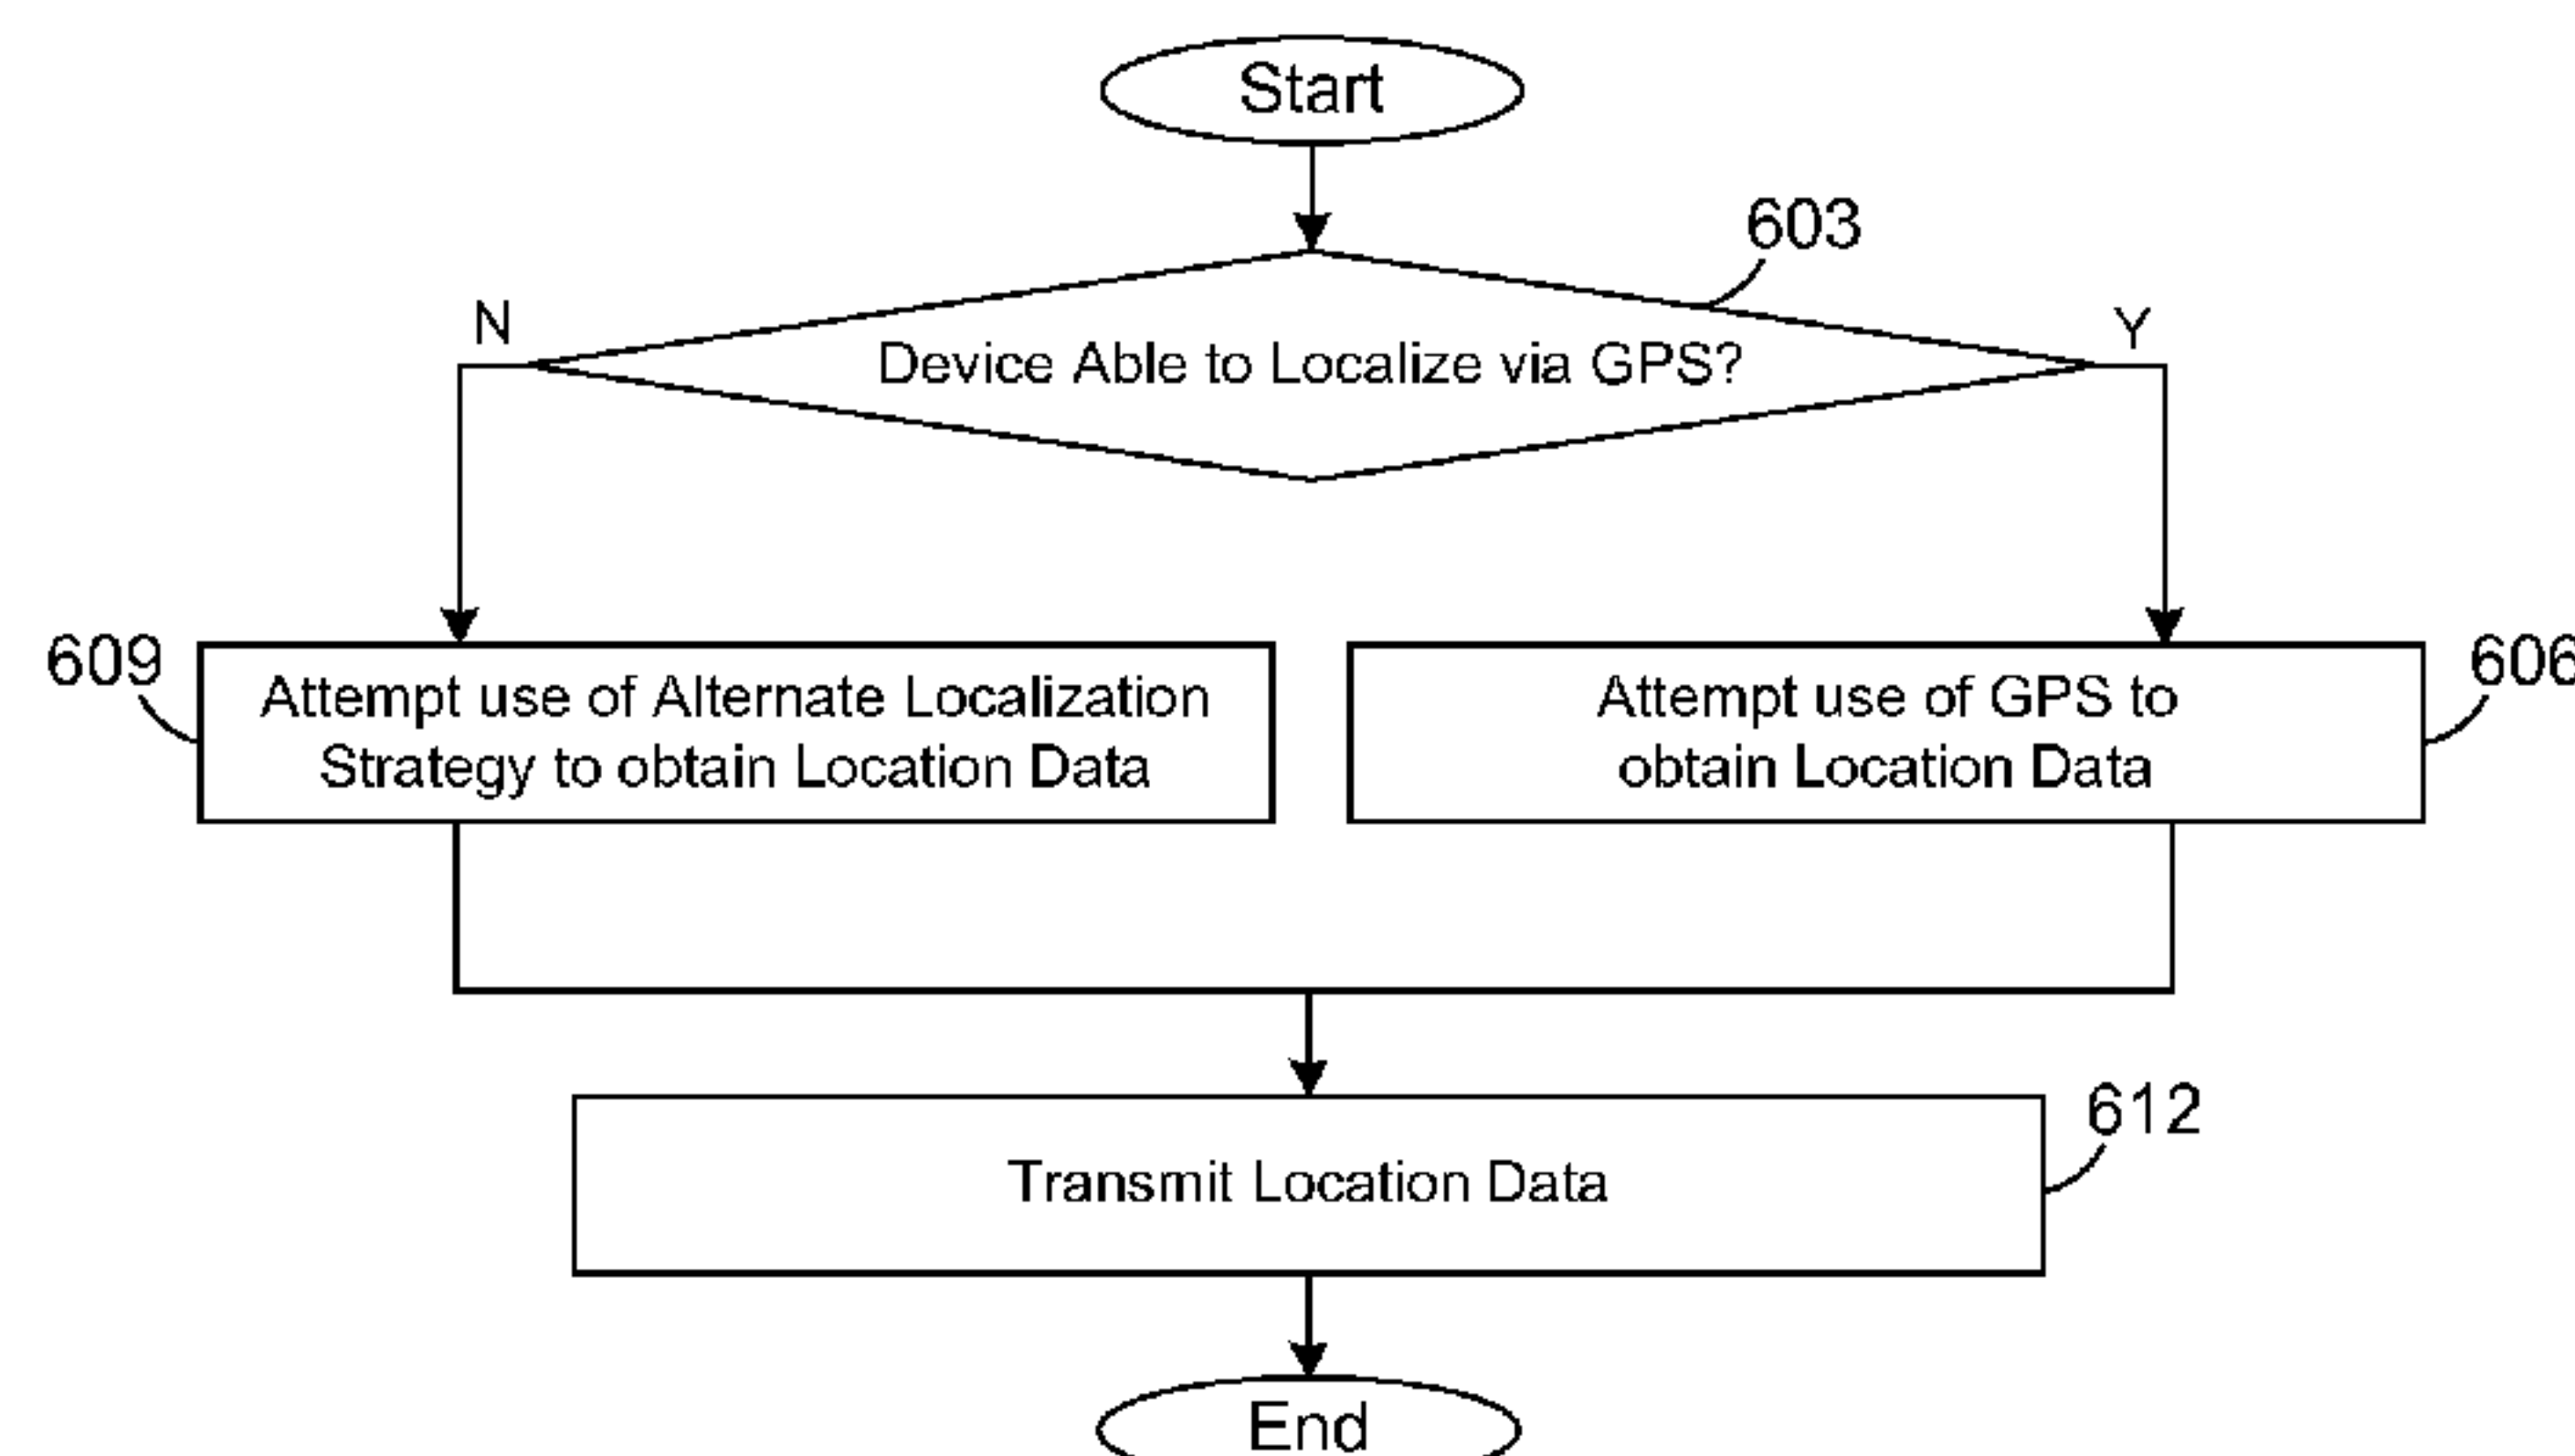 Start
603
N
Y
Device Able to Localize via GPS?
609
606
Attempt use of Alternate Localization
Strategy to obtain Location Data
Attempt use of GPS to
obtain Location Data
612
Transmit Location Data
End